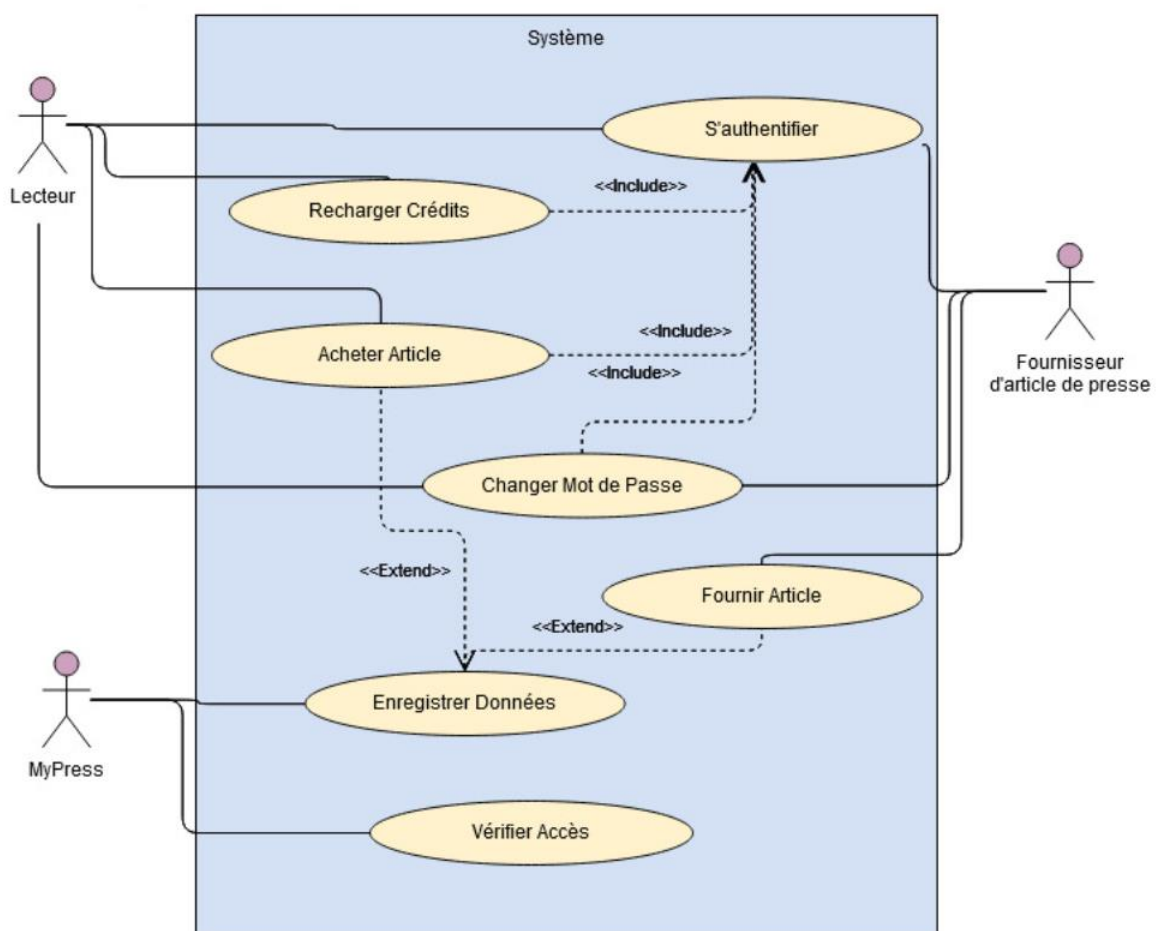 Système
S'authentifier
Lecteur
<<Include>>
Recharger Crédits
<<Include>>
Acheter Article
<<Include>>
Fournisseur
d'article de presse
Changer Mot de Passe
<<Extend>>
Fournir Article
<<Extend>>
Enregistrer Données
MyPress
Vérifier Accès